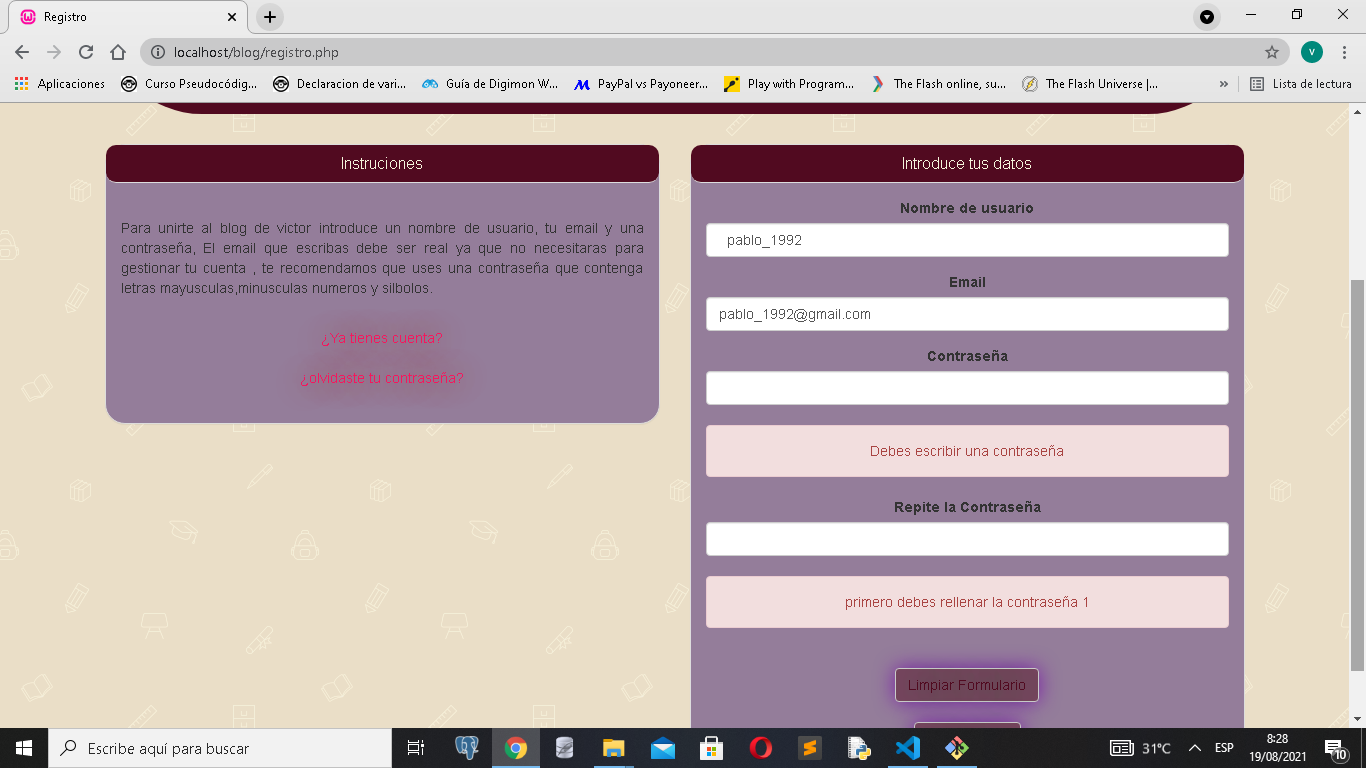 Registro
localhost/blog/registro.php
Aplicaciones
Curso Pseudocódig...
Declaracion de vari...
Guía de Digimon W...
PayPal vs Payoneer...
Play with Program...
The Flash online, su...
The Flash Universe |...
»
Lista de lectura
Instruciones
Para unirte al blog de victor introduce un nombre de usuario, tu email y una
contraseña, El email que escribas debe ser real ya que no necesitaras para
gestionar tu cuenta , te recomendamos que uses una contraseña que contenga
letras mayusculas,minusculas numeros y silbolos.
¿Ya tienes cuenta?
¿olvidaste tu contraseña?
Introduce tus datos
Nombre de usuario
pablo_1992
Email
pablo_1992@gmail.com
Contraseña
Debes escribir una contraseña
Repite la Contraseña
primero debes rellenar la contraseña 1
Limpiar Formulario
Escribe aquí para buscar
31°C
ESP
8:28
19/08/2021
10
V